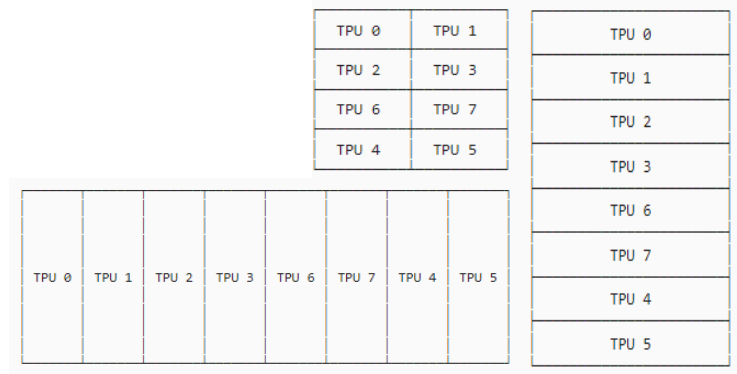 TPU 0 TPU 1
TPU 2 TPU 3
TPU 6 TPU 7
TPU 4 TPU 5
TPU 0
TPU 1
TPU 2
TPU 3
TPU 6
TPU 7
TPU 4
TPU 5
TPU 0 TPU 1 TPU 2 TPU 3 TPU 6 TPU 7 TPU 4 TPU 5